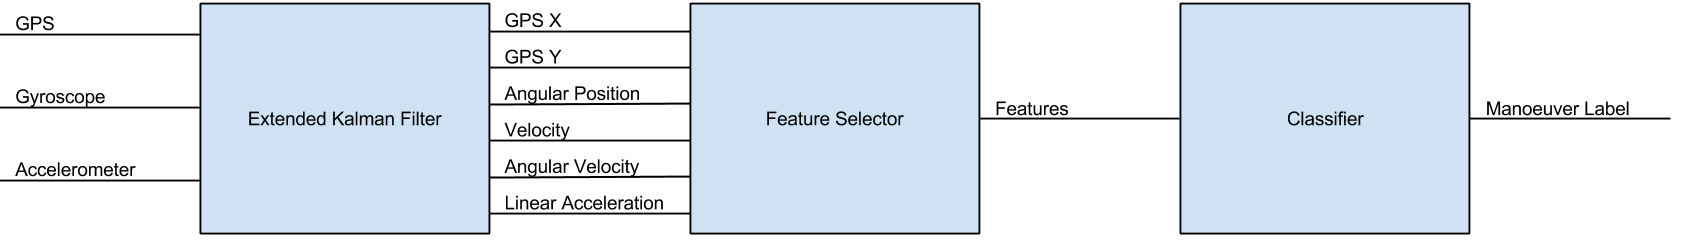 GPS
Gyroscope
Accelerometer
Extended Kalman Filter
GPS X
GPS Y
Angular Position
Velocity
Angular Velocity
Linear Acceleration
Feature Selector
Features
Classifier
Manoeuver Label